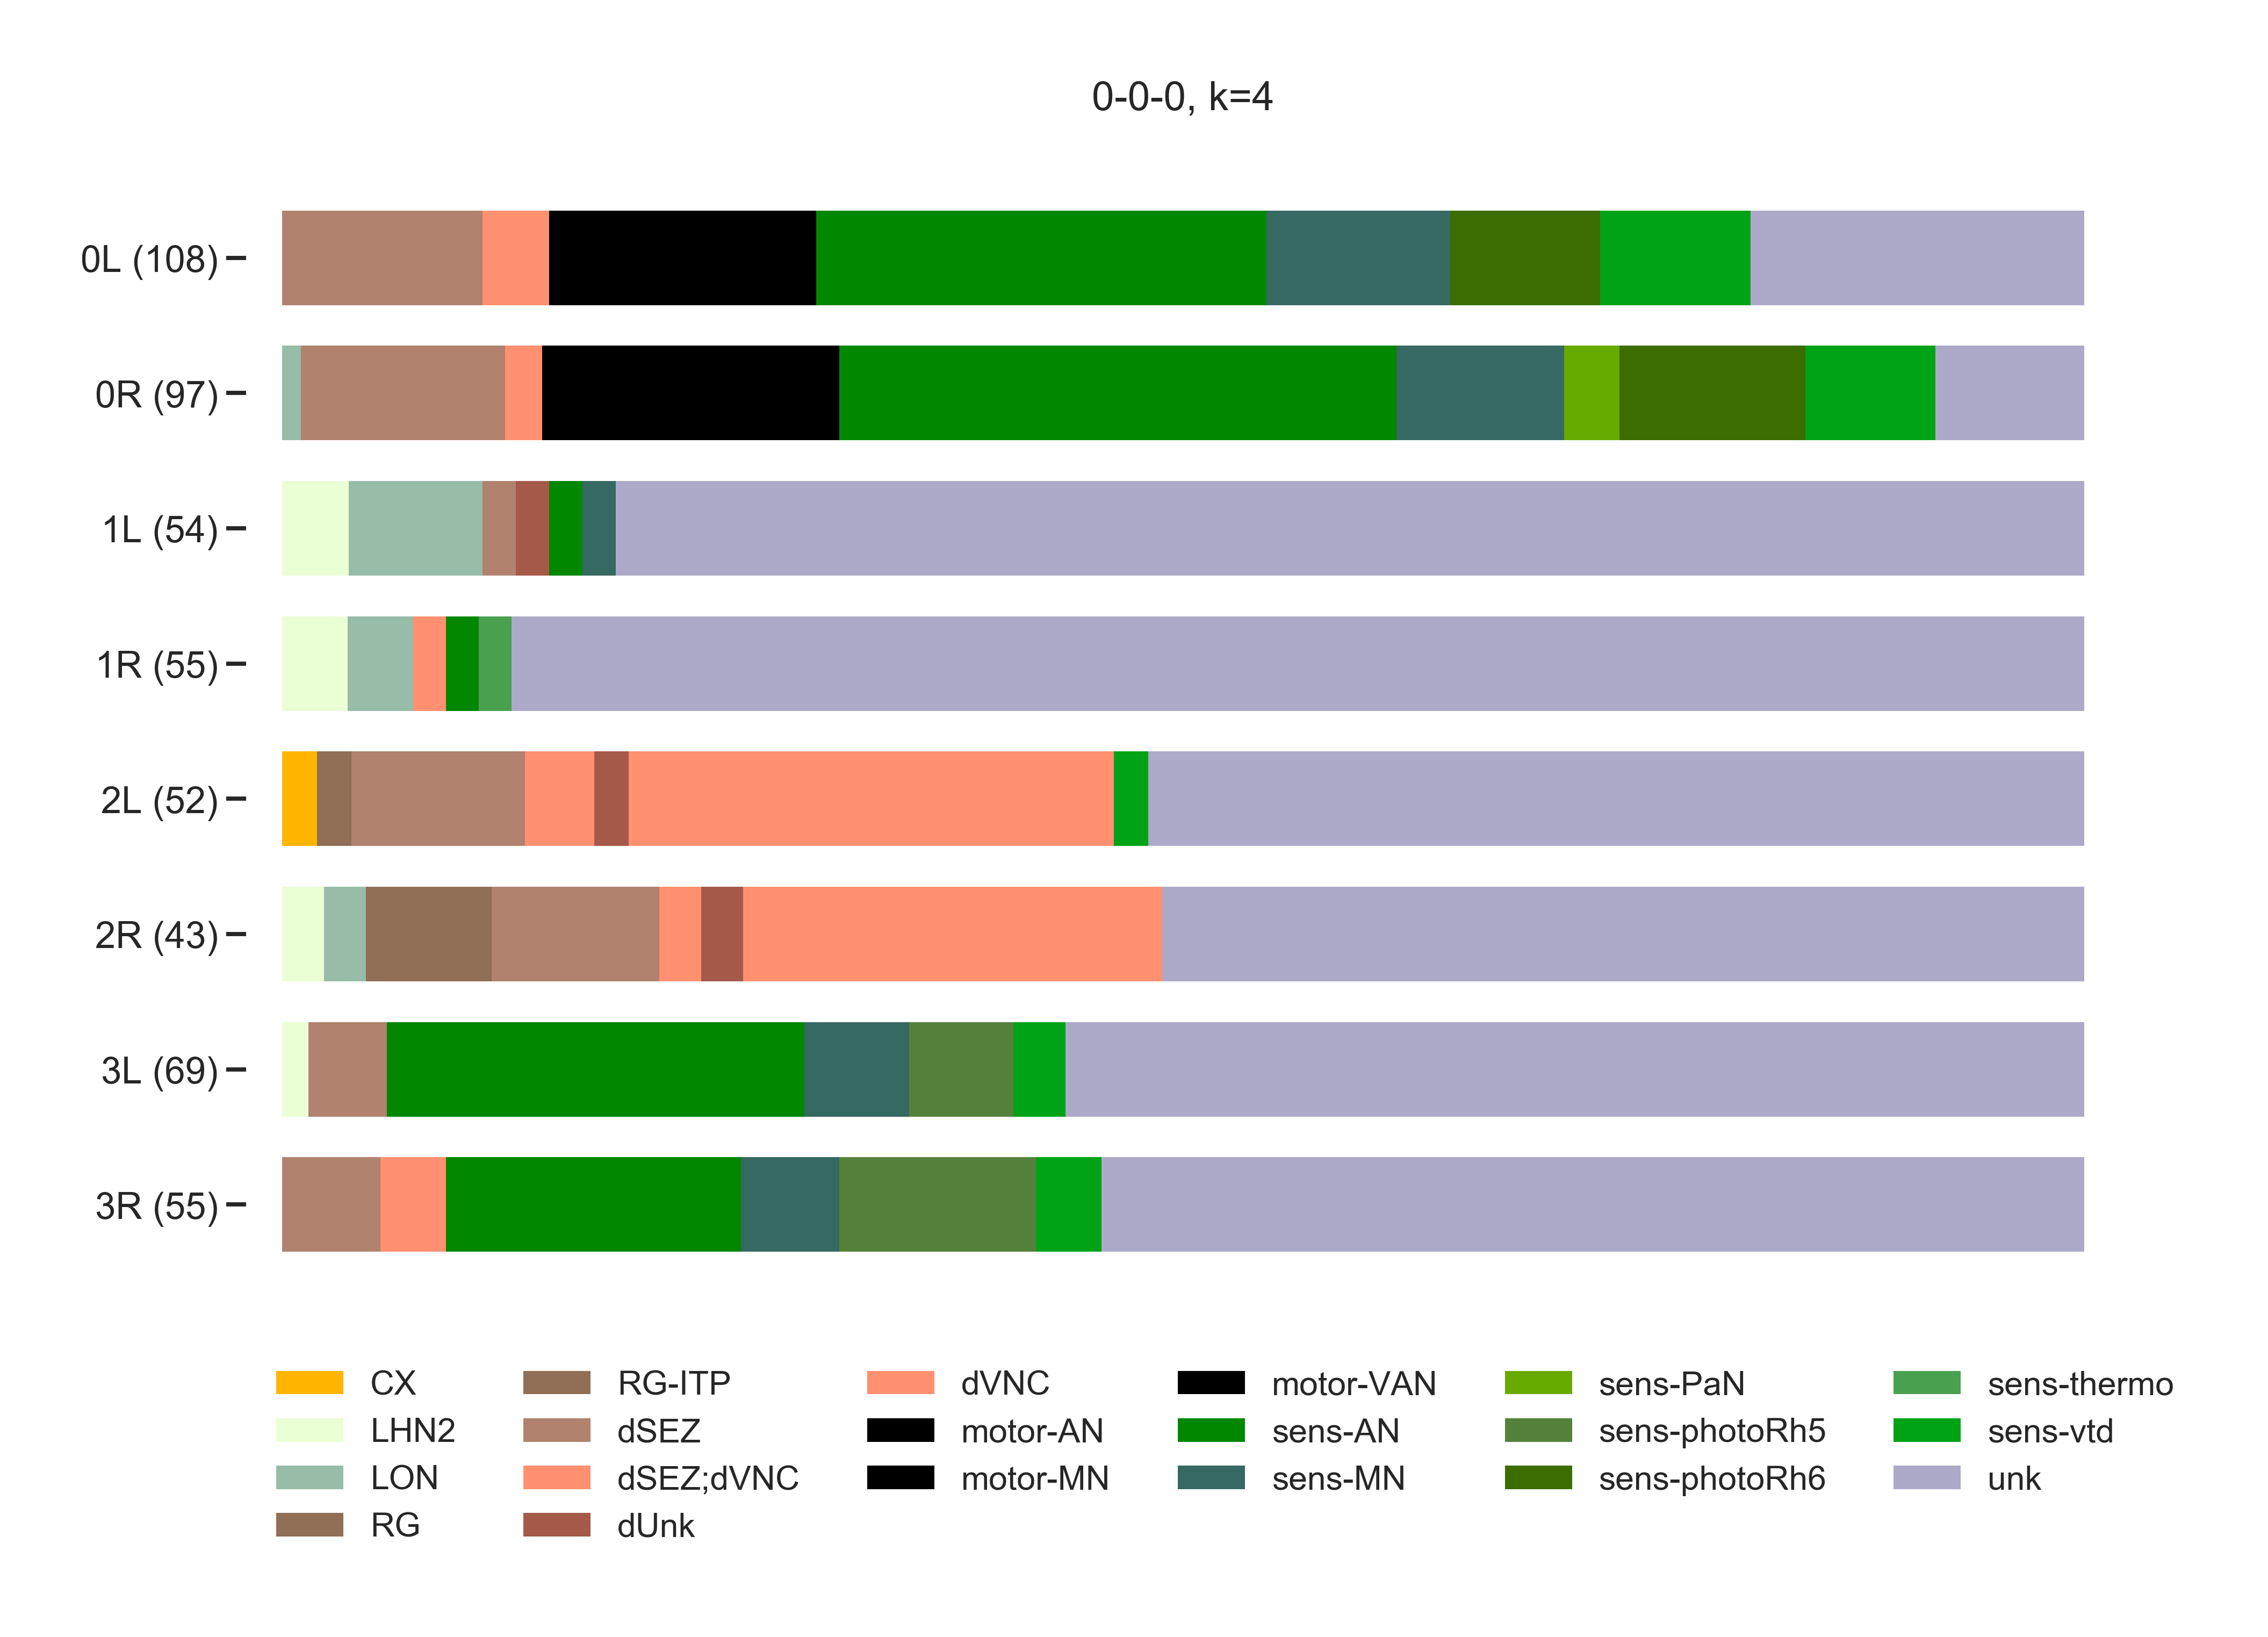 0-0-0, k=4
0L (108)
0R (97)
1L (54)
1R (55)
2L (52)
2R (43)
3L (69)
3R (55)
CX
LHN2
LON
RG
RG-ITP
dSEZ
dSEZ;dVNC
dUnk
dVNC
motor-AN
motor-MN
motor-VAN
sens-AN
sens-MN
sens-PaN
sens-photoRh5
sens-photoRh6
sens-thermo
sens-vtd
unk